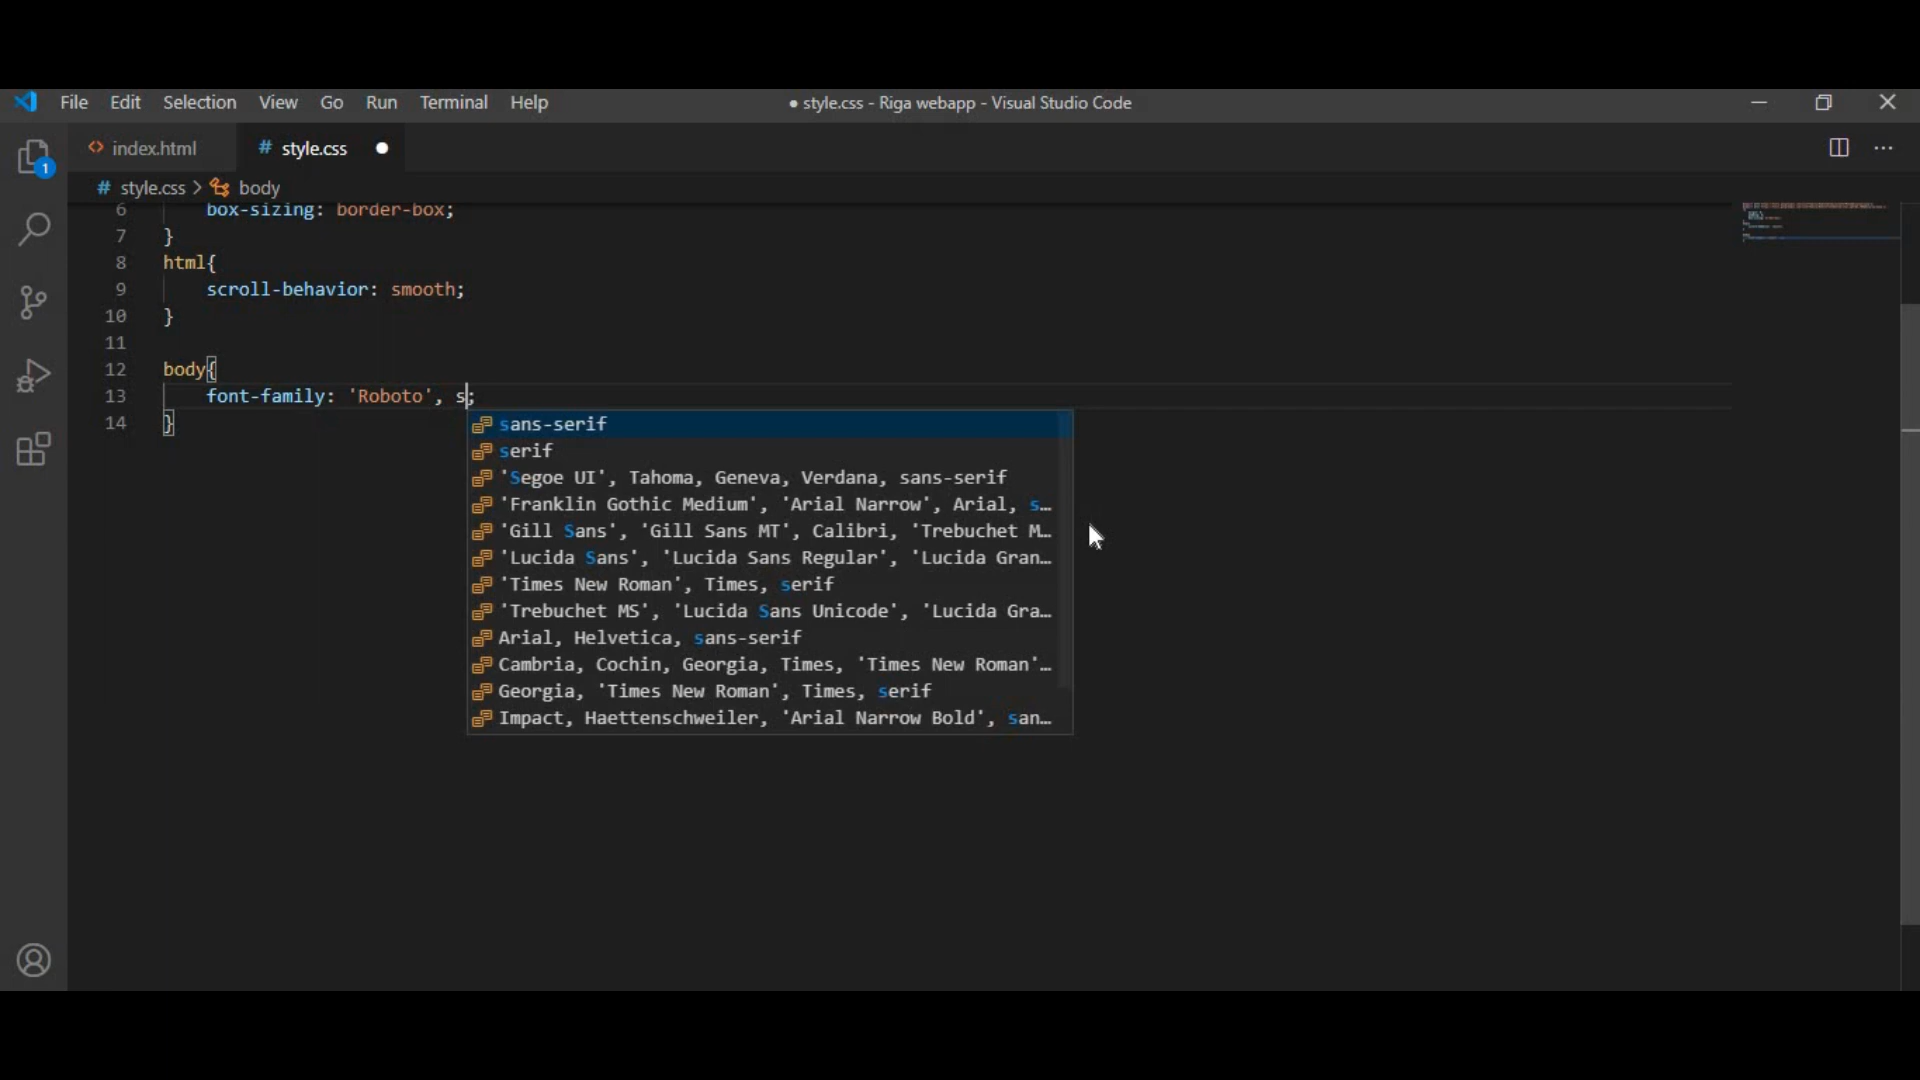 File Edit Selection View Go Run Terminal Help ● style.css - Riga webapp - Visual Studio Code
1
<> index.html # style.css ●
# style.css > body
6 box-sizing: border-box;
7 }
8 html{
9 scroll-behavior: smooth;
10 }
11
12 body{
13 font-family: 'Roboto', s;
14 }
sans-serif
serif
'Segoe UI', Tahoma, Geneva, Verdana, sans-serif
'Franklin Gothic Medium', 'Arial Narrow', Arial, s…
'Gill Sans', 'Gill Sans MT', Calibri, 'Trebuchet M…
'Lucida Sans', 'Lucida Sans Regular', 'Lucida Gran…
'Times New Roman', Times, serif
'Trebuchet MS', 'Lucida Sans Unicode', 'Lucida Gra…
Arial, Helvetica, sans-serif
Cambria, Cochin, Georgia, Times, 'Times New Roman'…
Georgia, 'Times New Roman', Times, serif
Impact, Haettenschweiler, 'Arial Narrow Bold', san…